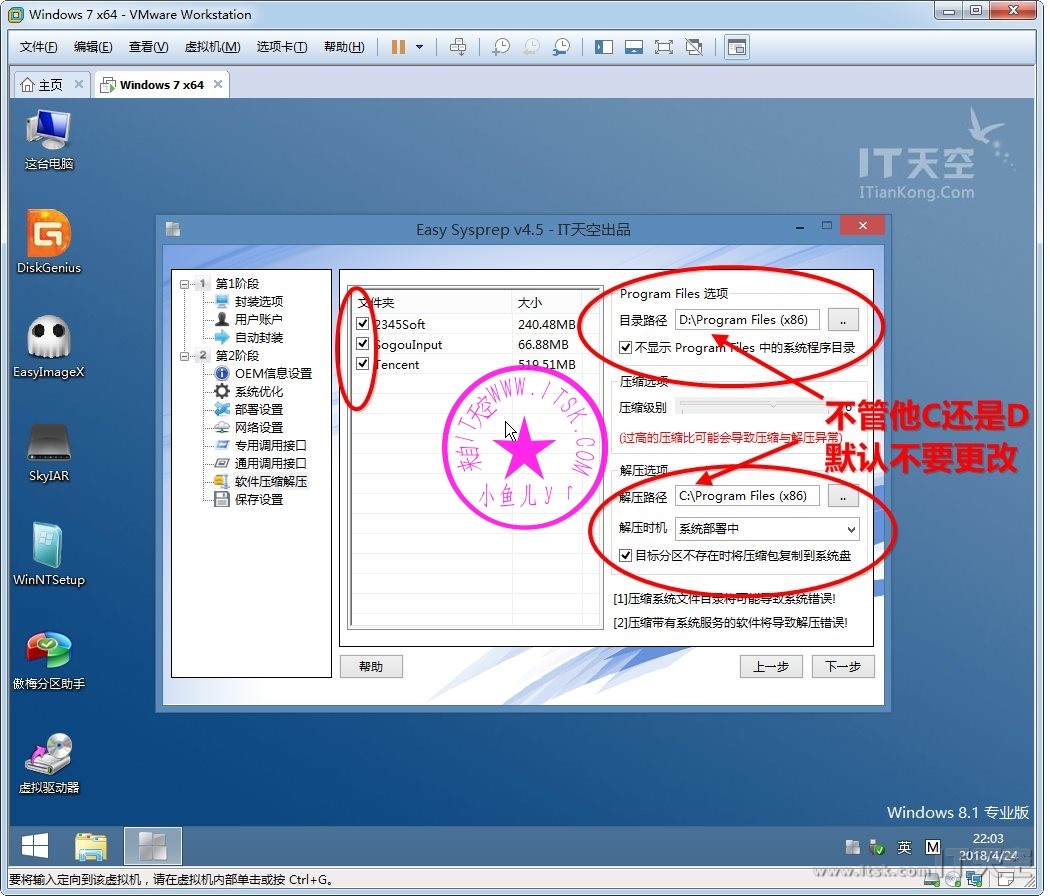 Windows 7 x64 - VMware Workstation
文件(F) 编辑(E) 查看(V) 虚拟机(M) 选项卡(T) 帮助(H)
主页 Windows 7 x64
这台电脑
DiskGenius
EasyImageX
SkyIAR
WinNTSetup
傲梅分区助手
虚拟驱动器
IT天空
ITianKong.Com
Easy Sysprep v4.5 - IT天空出品
1 第1阶段
封装选项
用户账户
自动封装
2 第2阶段
OEM信息设置
系统优化
部署设置
网络设置
专用调用接口
通用调用接口
软件压缩解压
保存设置
文件夹 大小
2345Soft 240.48MB
SogouInput 66.88MB
Tencent 519.51MB
来自IT天空WWW.ITSK.COM
小鱼儿yr
Program Files 选项
目录路径 D:\Program Files (x86) ..
不显示 Program Files 中的系统程序目录
压缩选项
压缩级别
(过高的压缩比可能会导致压缩与解压异常)
不管他C还是D
默认不要更改
解压选项
解压路径 C:\Program Files (x86) ..
解压时机 系统部署中
目标分区不存在时将压缩包复制到系统盘
[1]压缩系统文件目录将可能导致系统错误!
[2]压缩带有系统服务的软件将导致解压错误!
帮助 上一步 下一步
Windows 8.1 专业版
英 M 22:03
2018/4/24
www.itsk.com IT天空
要将输入定向到该虚拟机，请在虚拟机内部单击或按 Ctrl+G。